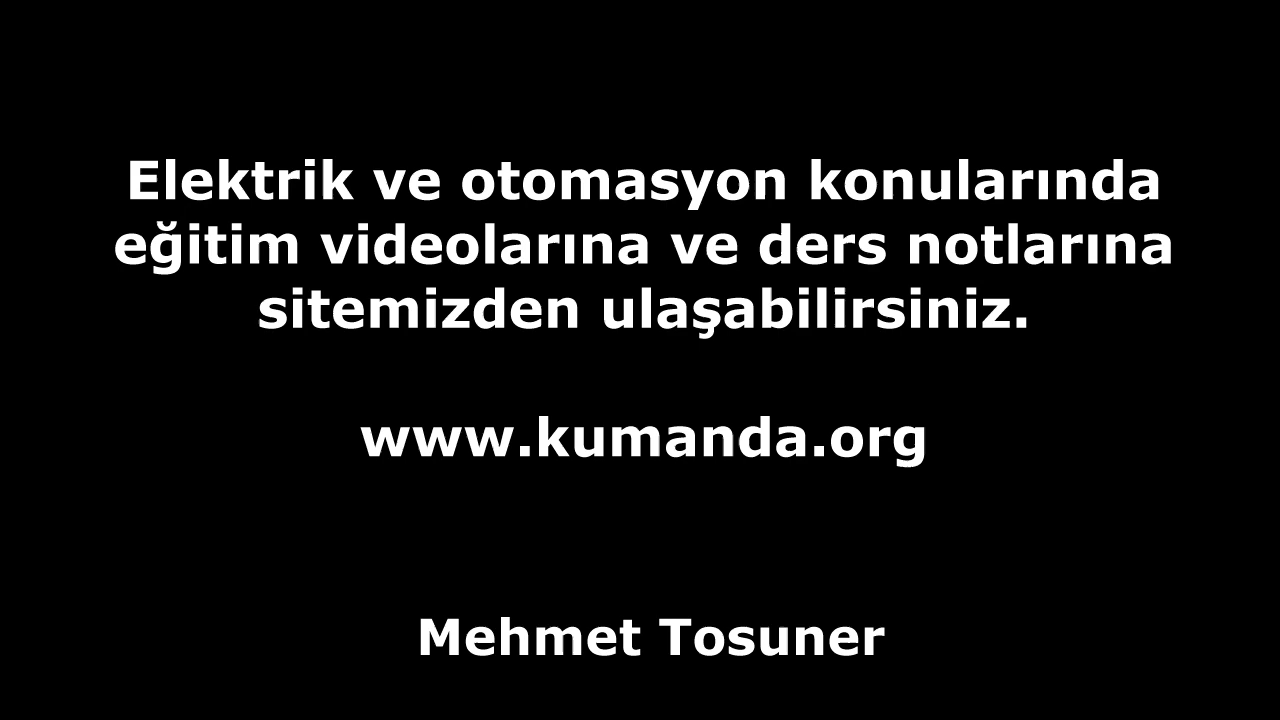 Elektrik ve otomasyon konularında
eğitim videolarına ve ders notlarına
sitemizden ulaşabilirsiniz.
www.kumanda.org
Mehmet Tosuner